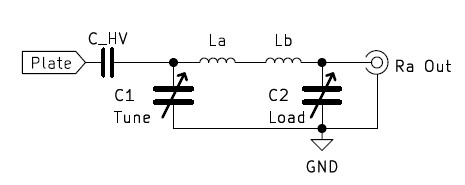 C_HV
La
Lb
Plate
Ra Out
C1
Tune
C2
Load
GND